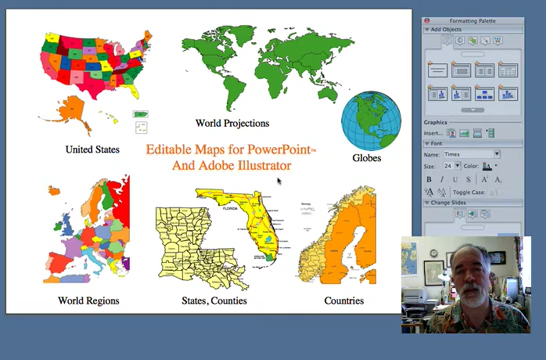 Formatting Palette
Add Objects
World Projections
United States
Globes
Editable Maps for PowerPoint™
And Adobe Illustrator
Graphics
Insert...
Font
Name: Times
Size: 24 Color:
B I U S
Toggle Case:
Change Slides
FLORIDA
World Regions
States, Counties
Countries